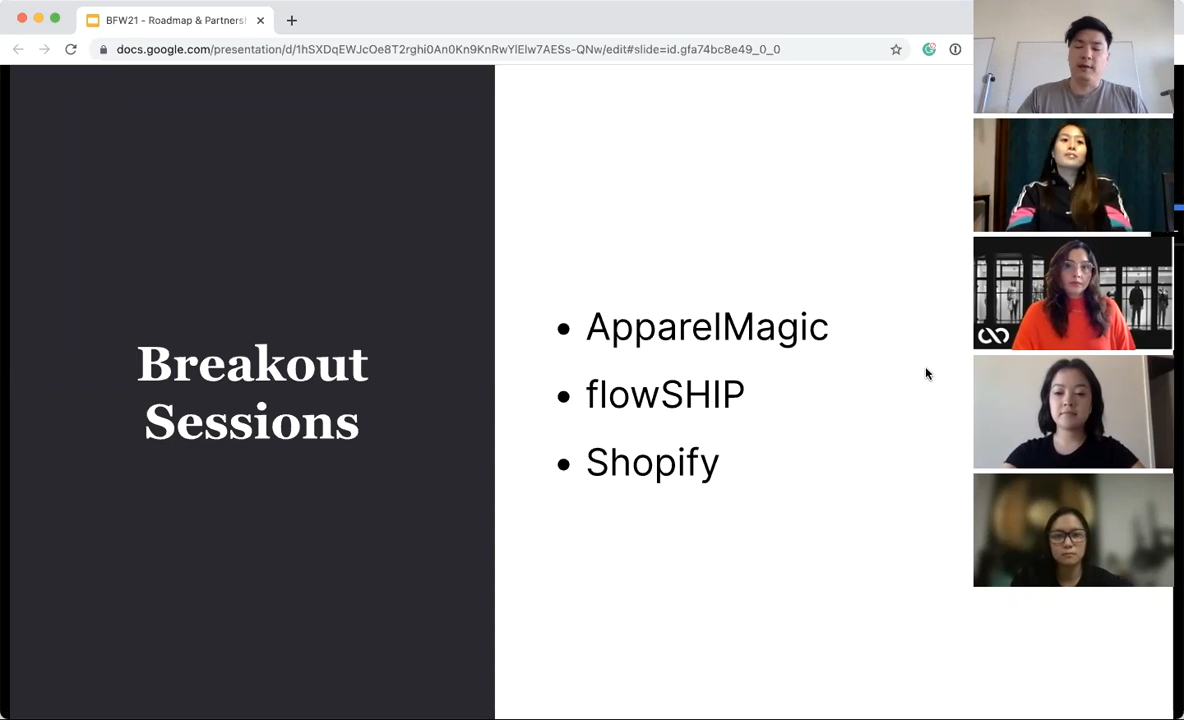 BFW21 - Roadmap & Partners
docs.google.com/presentation/d/1hSXDqEWJcOe8T2rghi0An0Kn9KnRwYlElw7AESs-QNw/edit#slide=id.gfa74bc8e49_0_0
Breakout
Sessions
• ApparelMagic
• flowSHIP
• Shopify